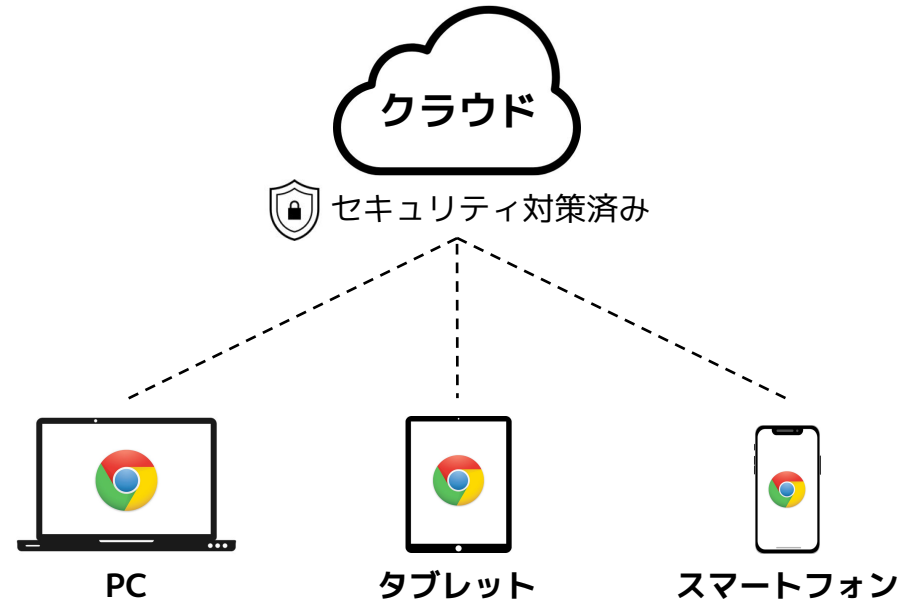 クラウド
セキュリティ対策済み
PC
タブレット
スマートフォン